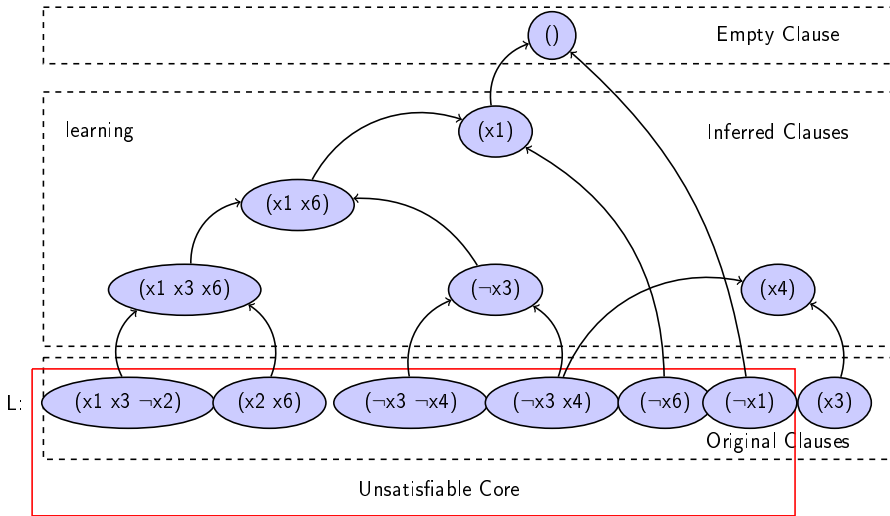 ()
Empty Clause
learning
(x1)
Inferred Clauses
(x1 x6)
(x1 x3 x6)
(¬x3)
(x4)
L:
(x1 x3 ¬x2)
(x2 x6)
(¬x3 ¬x4)
(¬x3 x4)
(¬x6)
(¬x1)
(x3)
Original Clauses
Unsatisfiable Core